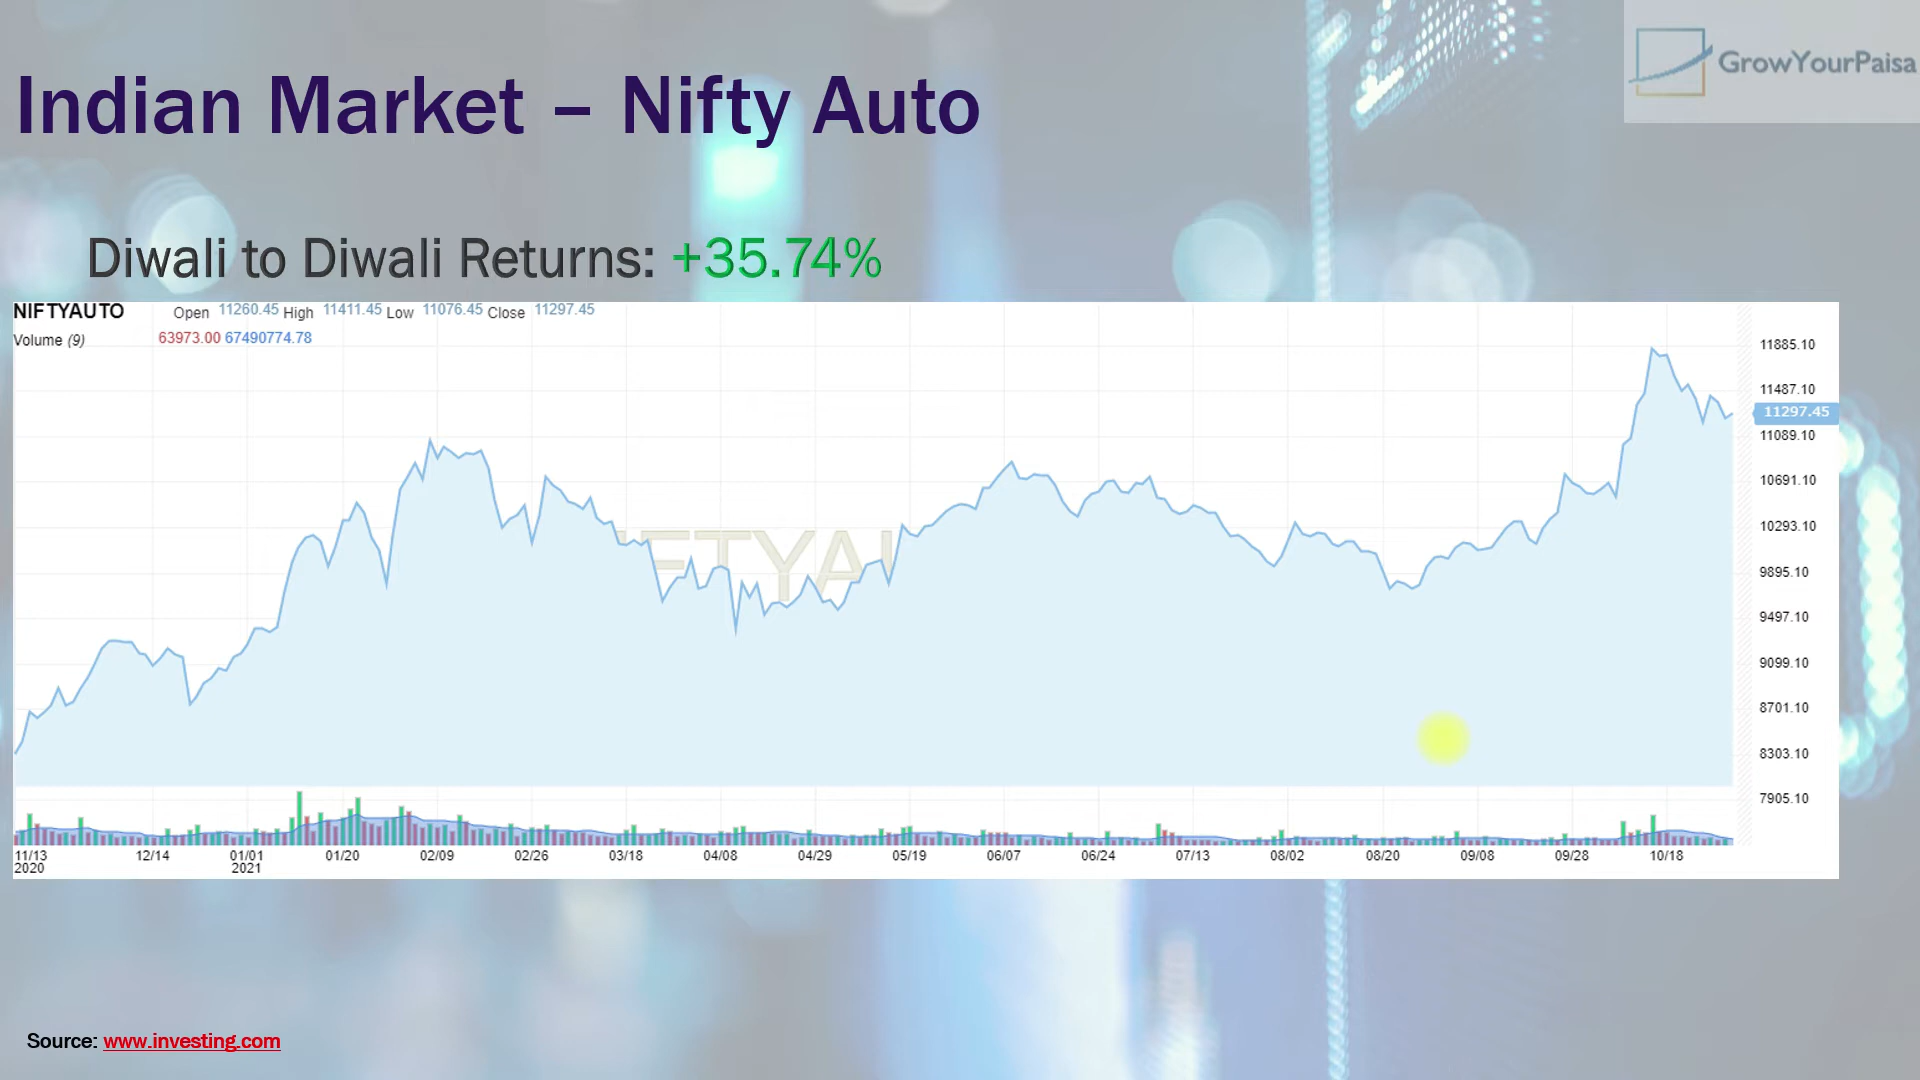 GrowYourPaisa
Indian Market – Nifty Auto
Diwali to Diwali Returns: +35.74%
NIFTYAUTO Open 11260.45 High 11411.45 Low 11076.45 Close 11297.45
Volume (9) 63973.00 67490774.78
11885.10
11487.10
11297.45
11089.10
10691.10
10293.10
9895.10
9497.10
9099.10
8701.10
8303.10
7905.10
11/13 12/14 01/01 01/20 02/09 02/26 03/18 04/08 04/29 05/19 06/07 06/24 07/13 08/02 08/20 09/08 09/28 10/18
2020 2021
Source: www.investing.com